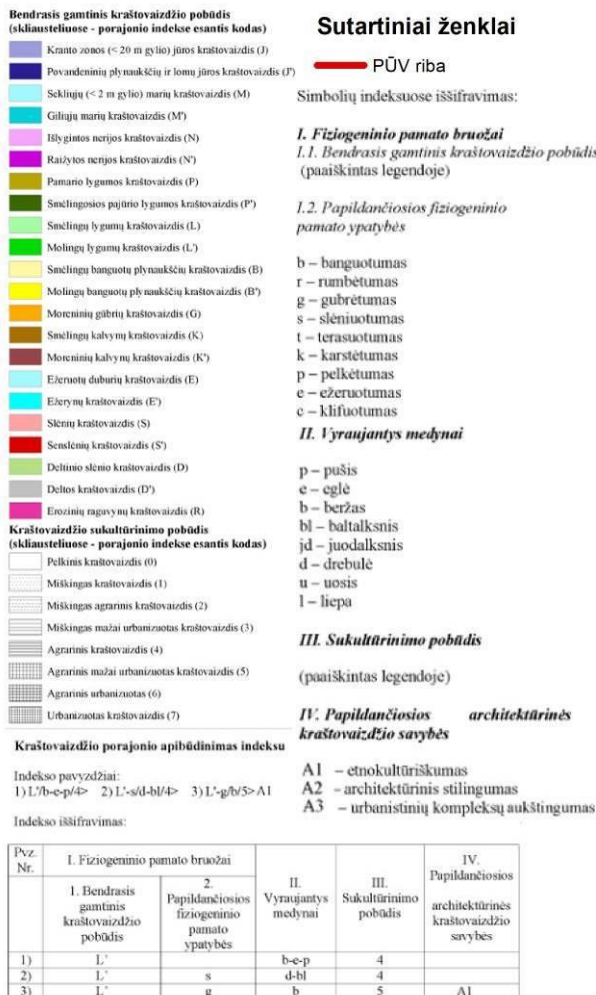 Bendrasis gamtinis kraštovaizdžio pobūdis
(skliausteliuose - porajonio indekse esantis kodas)
Kranto zonos (< 20 m gylio) jūros kraštovaizdis (J)
Povandeninių plynaukščių ir lomų jūros kraštovaizdis (J')
Sekliųjų (< 2 m gylio) marių kraštovaizdis (M)
Giliųjų marių kraštovaizdis (M')
Išlygintos nerijos kraštovaizdis (N)
Raižytos nerijos kraštovaizdis (N')
Pamario lygumos kraštovaizdis (P)
Smėlingosios pajūrio lygumos kraštovaizdis (P')
Smėlingų lygumų kraštovaizdis (L)
Molingų lygumų kraštovaizdis (L')
Smėlingų banguotų plynaukščių kraštovaizdis (B)
Molingų banguotų plynaukščių kraštovaizdis (B')
Moreninių gūbrių kraštovaizdis (G)
Smėlingų kalvynų kraštovaizdis (K)
Moreninių kalvynų kraštovaizdis (K')
Ežeruotų duburių kraštovaizdis (E)
Ežerynų kraštovaizdis (E')
Slėnių kraštovaizdis (S)
Senslėnių kraštovaizdis (S')
Deltinio slėnio kraštovaizdis (D)
Deltos kraštovaizdis (D')
Erozinių raguvynų kraštovaizdis (R)
Kraštovaizdžio sukultūrinimo pobūdis
(skliausteliuose - porajonio indekse esantis kodas)
Pelkinis kraštovaizdis (0)
Miškingas kraštovaizdis (1)
Miškingas agrarinis kraštovaizdis (2)
Miškingas mažai urbanizuotas kraštovaizdis (3)
Agrarinis kraštovaizdis (4)
Agrarinis mažai urbanizuotas kraštovaizdis (5)
Agrarinis urbanizuotas (6)
Urbanizuotas kraštovaizdis (7)
Kraštovaizdžio porajonio apibūdinimas indeksu
Indekso pavyzdžiai:
1) L'/b-e-p/4> 2) L'-s/d-bl/4> 3) L'-g/b/5>A1
Indekso iššifravimas:
Sutartiniai ženklai
PŪV riba
Simbolių indeksuose iššifravimas:
I. Fiziogeninio pamato bruožai
I.1. Bendrasis gamtinis kraštovaizdžio pobūdis
(paaiškintas legendoje)
I.2. Papildančiosios fiziogeninio
pamato ypatybės
b – banguotumas
r – rumbėtumas
g – gubrėtumas
s – slėniuotumas
t – terasuotumas
k – karstėtumas
p – pelkėtumas
e – ežeruotumas
c – klifuotumas
II. Vyraujantys medynai
p – pušis
e – eglė
b – beržas
bl – baltalksnis
jd – juodalksnis
d – drebulė
u – uosis
l – liepa
III. Sukultūrinimo pobūdis
(paaiškintas legendoje)
IV. Papildančiosios architektūrinės
kraštovaizdžio savybės
A1 – etnokultūriškumas
A2 – architektūrinis stilingumas
A3 – urbanistinių kompleksų aukštingumas
Pvz. Nr. I. Fiziogeninio pamato bruožai II. Vyraujantys medynai III. Sukultūrinimo pobūdis IV. Papildančiosios architektūrinės kraštovaizdžio savybės
1. Bendrasis gamtinis kraštovaizdžio pobūdis 2. Papildančiosios fiziogeninio pamato ypatybės
1) L' b-e-p 4
2) L' s d-bl 4
3) L' g b 5 A1